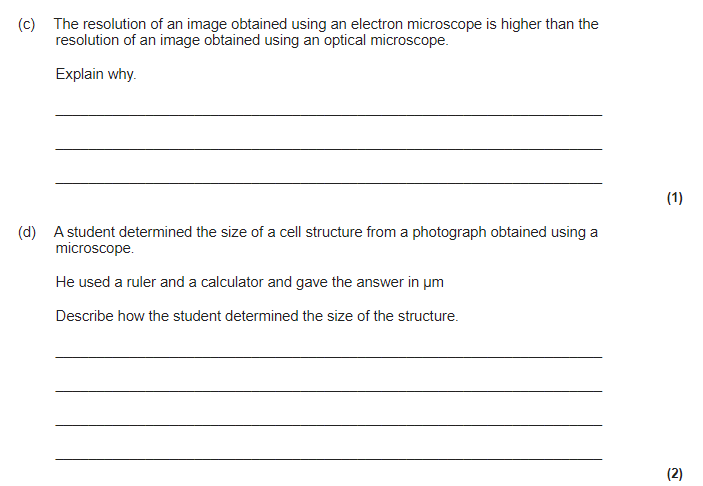 (c) The resolution of an image obtained using an electron microscope is higher than the
resolution of an image obtained using an optical microscope.
Explain why.
(1)
(d) A student determined the size of a cell structure from a photograph obtained using a
microscope.
He used a ruler and a calculator and gave the answer in µm
Describe how the student determined the size of the structure.
(2)